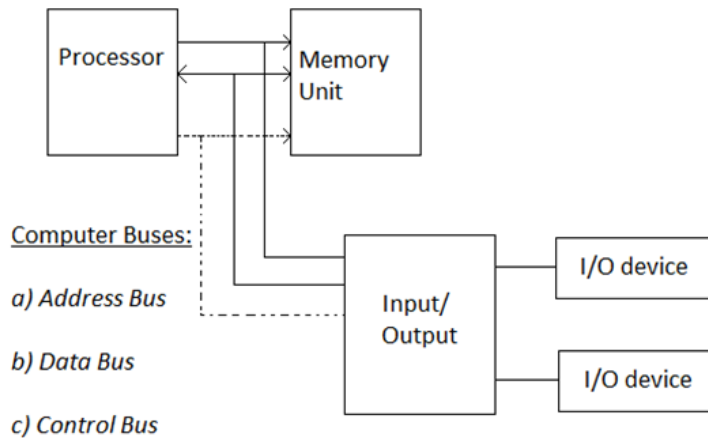 Processor
Memory
Unit
Computer Buses:
a) Address Bus
b) Data Bus
c) Control Bus
Input/
Output
I/O device
I/O device